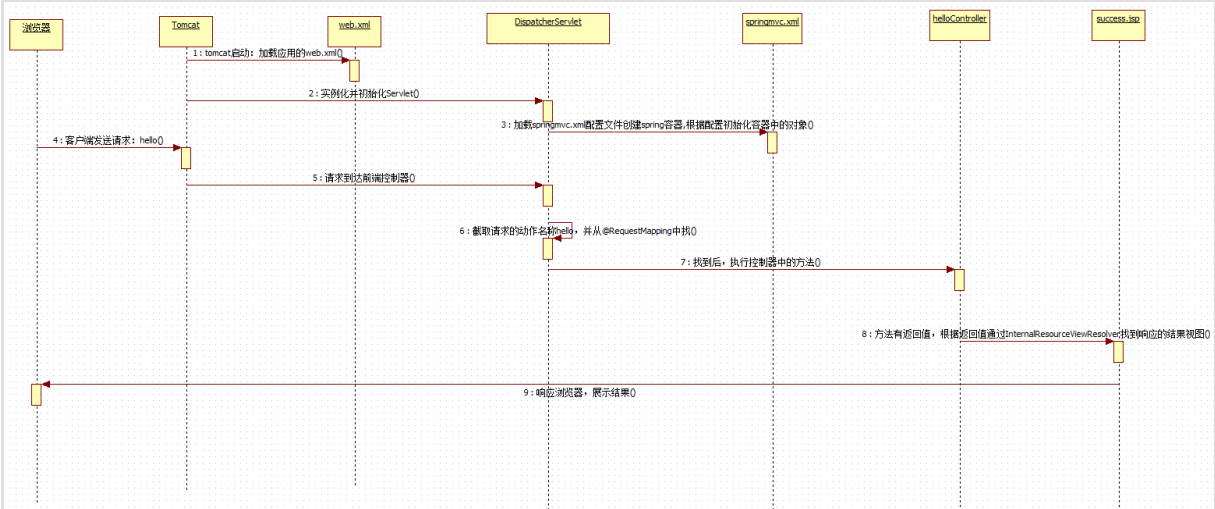 浏览器
Tomcat
web.xml
DispatcherServlet
springmvc.xml
helloController
success.jsp
1 : tomcat启动：加载应用的web.xml()
2 : 实例化并初始化Servlet()
3 : 加载springmvc.xml配置文件创建spring容器,根据配置初始化容器中的对象()
4 : 客户端发送请求：hello()
5 : 请求到达前端控制器()
6 : 截取请求的动作名称hello，并从@RequestMapping中找()
7 : 找到后，执行控制器中的方法()
8 : 方法有返回值，根据返回值通过InternalResourceViewResolver,找到响应的结果视图()
9 : 响应浏览器，展示结果()